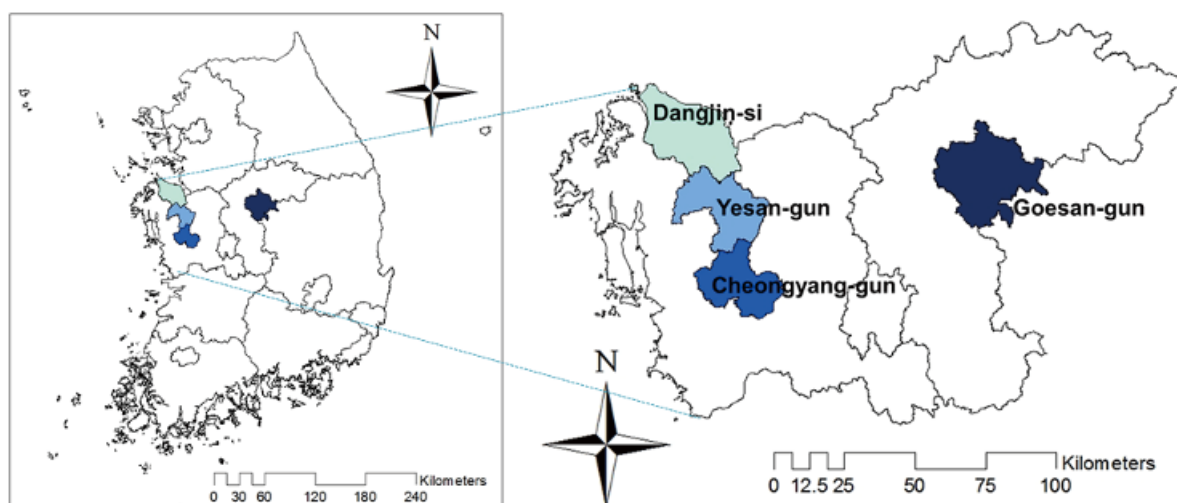 N
Kilometers
0 30 60 120 180 240
Dangjin-si
Yesan-gun
Goesan-gun
Cheongyang-gun
N
Kilometers
0 12.5 25 50 75 100